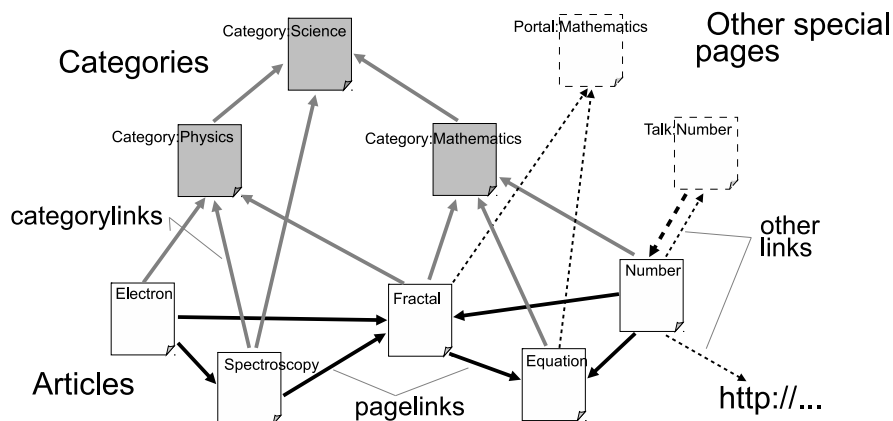 Category:Science
Portal:Mathematics
Other special
pages
Categories
Category:Physics
Category:Mathematics
Talk:Number
categorylinks
other
links
Electron
Fractal
Number
Spectroscopy
Equation
Articles
pagelinks
http://...